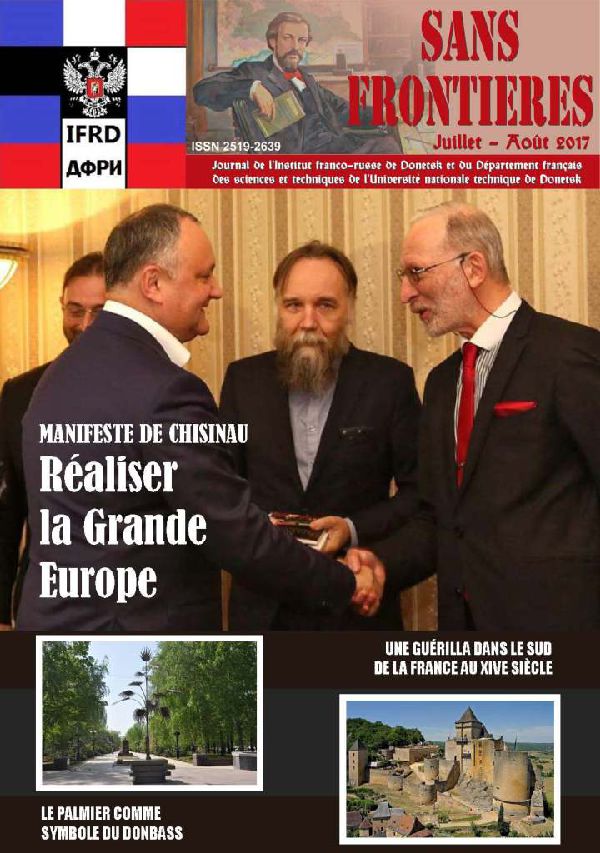 IFRD
ДФРИ
ISSN 2519-2639
SANS
FRONTIERES
Juillet - Août 2017
Journal de l'Institut franco-russe de Donetsk et du Département français
des sciences et techniques de l'Université nationale technique de Donetsk
MANIFESTE DE CHISINAU
Réaliser
la Grande
Europe
UNE GUÉRILLA DANS LE SUD
DE LA FRANCE AU XIVE SIÈCLE
LE PALMIER COMME
SYMBOLE DU DONBASS